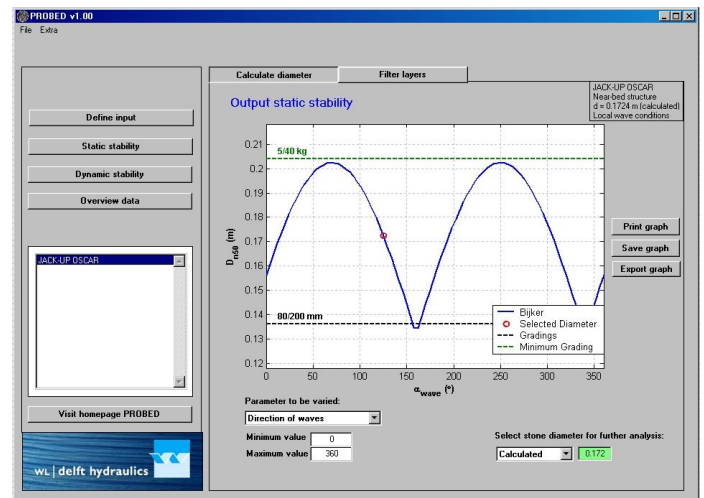 PROBED v1.00
File Extra
Calculate diameter
Filter layers
JACK-UP OSCAR
Near-bed structure
d = 0.1724 m (calculated)
Local wave conditions
Output static stability
Define input
Static stability
Dynamic stability
Overview data
JACK-UP OSCAR
Visit homepage PROBED
WL | delft hydraulics
5/40 kg
80/200 mm
0.21
0.2
0.19
0.18
0.17
0.16
0.15
0.14
0.13
0.12
Dn50 (m)
0 50 100 150 200 250 300 350
αwave (°)
Bijker
Selected Diameter
Gradings
Minimum Grading
Print graph
Save graph
Export graph
Parameter to be varied:
Direction of waves
Minimum value 0
Maximum value 360
Select stone diameter for further analysis:
Calculated 0.172